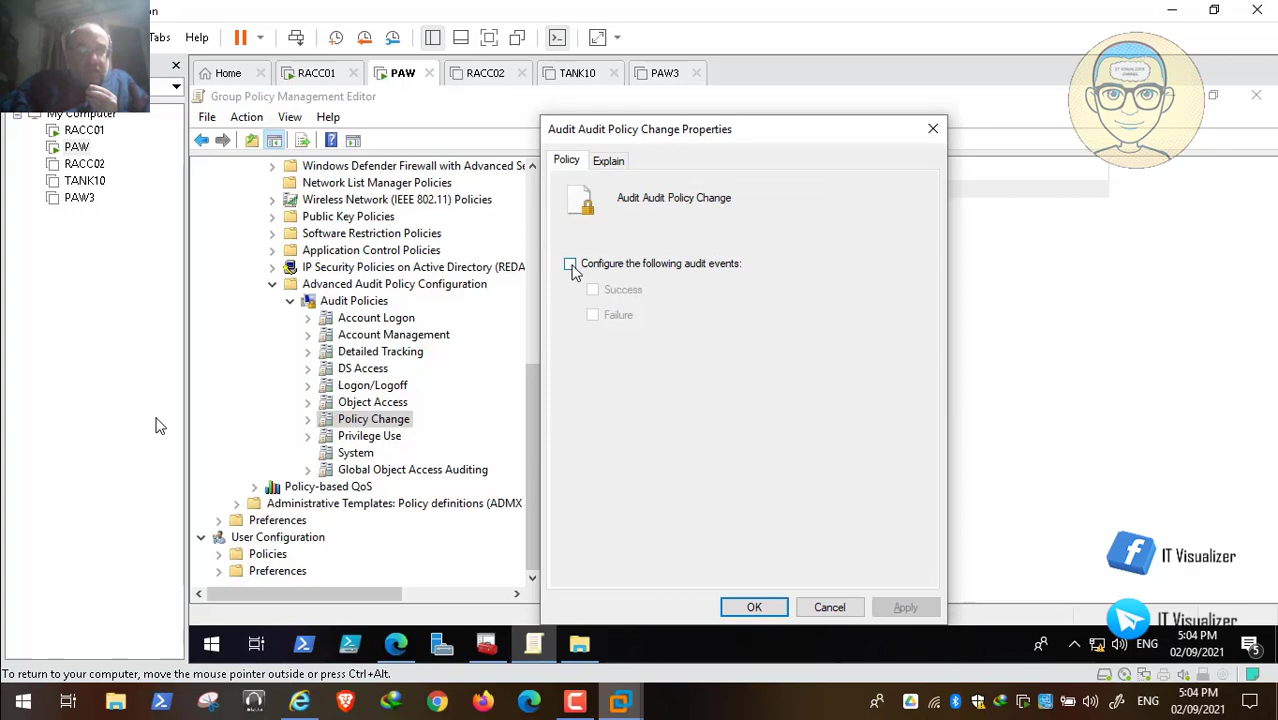 on
Tabs Help
My Computer
RACC01
PAW
RACC02
TANK10
PAW3
Home RACC01 PAW RACC02 TANK10 PAW3
Group Policy Management Editor
File Action View Help
Windows Defender Firewall with Advanced Se
Network List Manager Policies
Wireless Network (IEEE 802.11) Policies
Public Key Policies
Software Restriction Policies
Application Control Policies
IP Security Policies on Active Directory (REDA
Advanced Audit Policy Configuration
Audit Policies
Account Logon
Account Management
Detailed Tracking
DS Access
Logon/Logoff
Object Access
Policy Change
Privilege Use
System
Global Object Access Auditing
Policy-based QoS
Administrative Templates: Policy definitions (ADMX
Preferences
User Configuration
Policies
Preferences
Audit Audit Policy Change Properties
Policy Explain
Audit Audit Policy Change
Configure the following audit events:
Success
Failure
OK Cancel Apply
IT VISUALIZER
CHANNEL
IT Visualizer
IT Visualizer
ENG 5:04 PM
02/09/2021
5
To return to your computer, move the mouse pointer outside or press Ctrl+Alt.
ENG 5:04 PM
02/09/2021